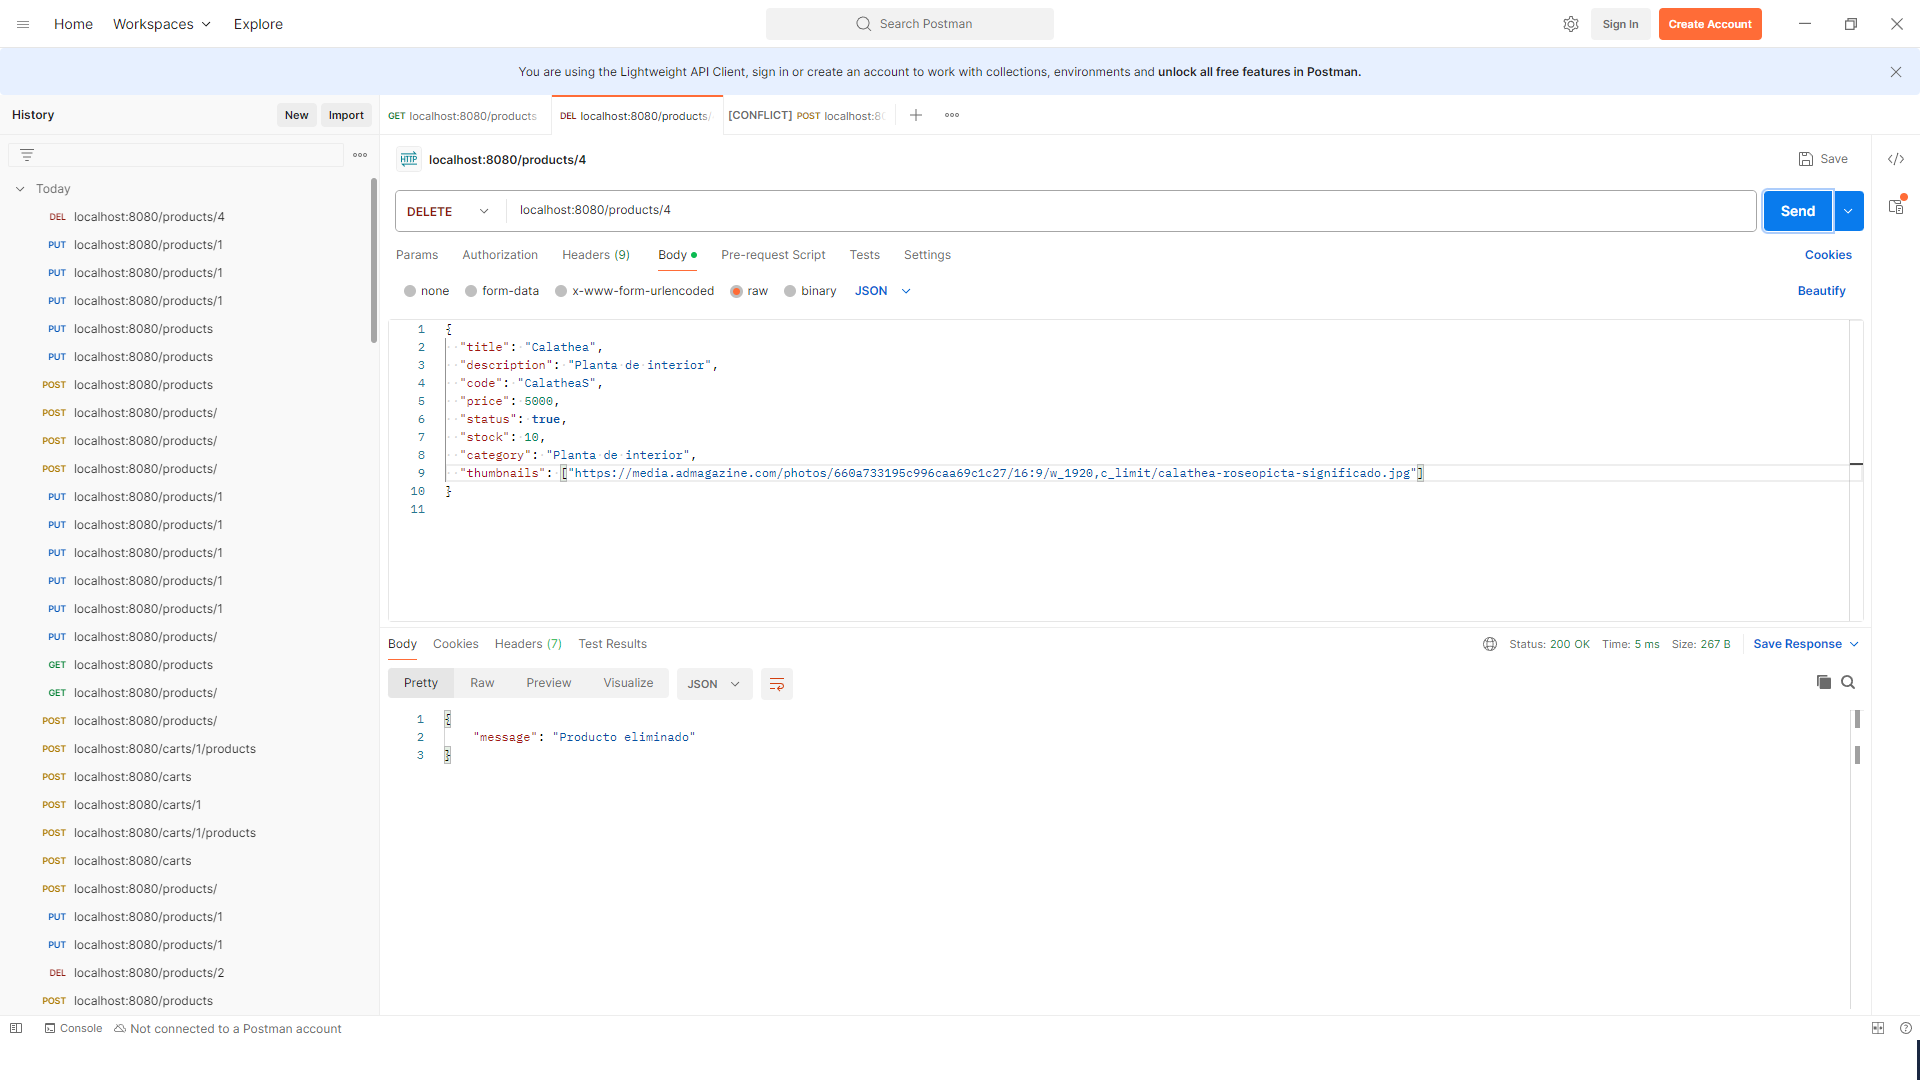 Home Workspaces Explore
Search Postman
Sign In Create Account
You are using the Lightweight API Client, sign in or create an account to work with collections, environments and unlock all free features in Postman.
History New Import
GET localhost:8080/products
DEL localhost:8080/products/
[CONFLICT] POST localhost:80
Today
DEL localhost:8080/products/4
PUT localhost:8080/products/1
PUT localhost:8080/products/1
PUT localhost:8080/products/1
PUT localhost:8080/products
PUT localhost:8080/products
POST localhost:8080/products
POST localhost:8080/products/
POST localhost:8080/products/
POST localhost:8080/products/
PUT localhost:8080/products/1
PUT localhost:8080/products/1
PUT localhost:8080/products/1
PUT localhost:8080/products/1
PUT localhost:8080/products/1
PUT localhost:8080/products/
GET localhost:8080/products
GET localhost:8080/products/
POST localhost:8080/products/
POST localhost:8080/carts/1/products
POST localhost:8080/carts
POST localhost:8080/carts/1
POST localhost:8080/carts/1/products
POST localhost:8080/carts
POST localhost:8080/products/
PUT localhost:8080/products/1
PUT localhost:8080/products/1
DEL localhost:8080/products/2
POST localhost:8080/products
HTTP localhost:8080/products/4
Save
DELETE localhost:8080/products/4
Send
Params Authorization Headers (9) Body Pre-request Script Tests Settings
Cookies
none form-data x-www-form-urlencoded raw binary JSON
Beautify
1 {
2 "title": "Calathea",
3 "description": "Planta de interior",
4 "code": "CalatheaS",
5 "price": 5000,
6 "status": true,
7 "stock": 10,
8 "category": "Planta de interior",
9 "thumbnails": ["https://media.admagazine.com/photos/660a733195c996caa69c1c27/16:9/w_1920,c_limit/calathea-roseopicta-significado.jpg"]
10 }
11
Body Cookies Headers (7) Test Results
Status: 200 OK Time: 5 ms Size: 267 B Save Response
Pretty Raw Preview Visualize JSON
1 {
2 "message": "Producto eliminado"
3 }
Console Not connected to a Postman account